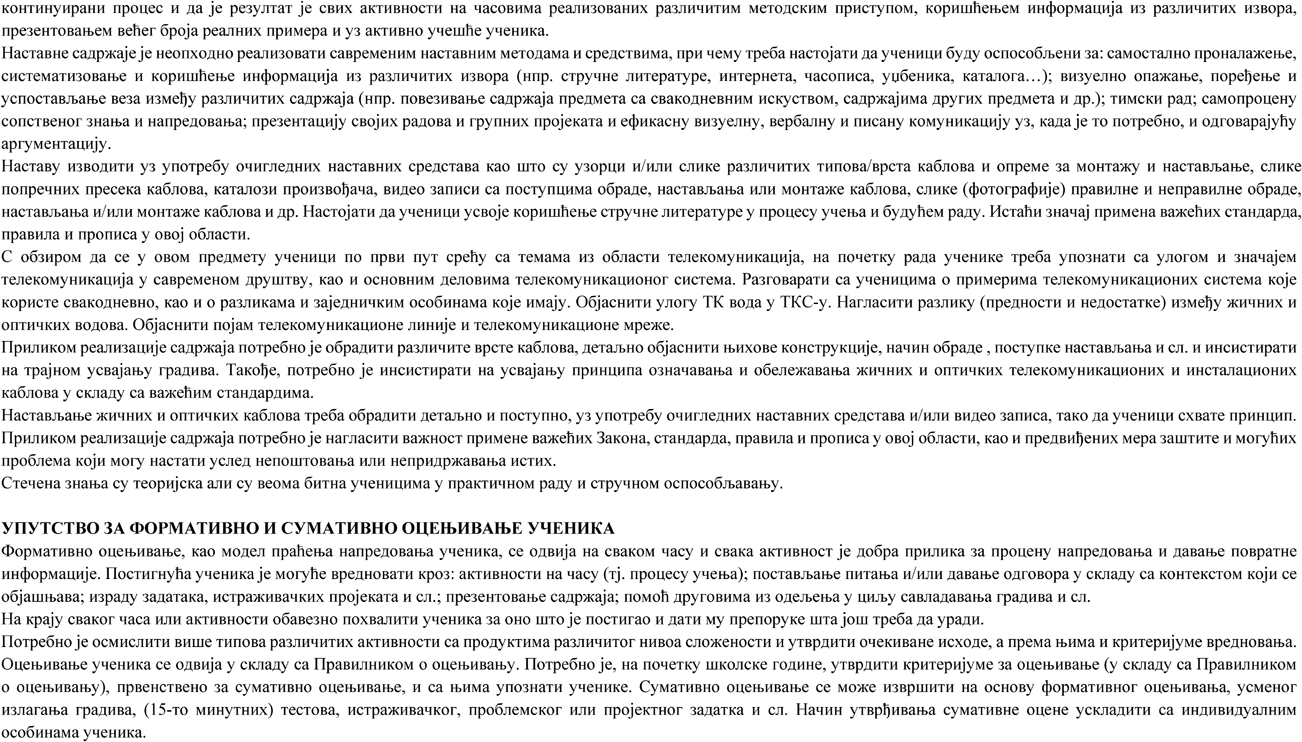 континуирани процес и да је резултат је свих активности на часовима реализованих различитим методским приступом, коришћењем информација из различитих извора,
презентовањем већег броја реалних примера и уз активно учешће ученика.
Наставне садржаје је неопходно реализовати савременим наставним методама и средствима, при чему треба настојати да ученици буду оспособљени за: самостално проналажење,
систематизовање и коришћење информација из различитих извора (нпр. стручне литературе, интернета, часописа, уџбеника, каталога…); визуелно опажање, поређење и
успостављање веза између различитих садржаја (нпр. повезивање садржаја предмета са свакодневним искуством, садржајима других предмета и др.); тимски рад; самопроцену
сопственог знања и напредовања; презентацију својих радова и групних пројеката и ефикасну визуелну, вербалну и писану комуникацију уз, када је то потребно, и одговарајућу
аргументацију.
Наставу изводити уз употребу очигледних наставних средстава као што су узорци и/или слике различитих типова/врста каблова и опреме за монтажу и настављање, слике
попречних пресека каблова, каталози произвођача, видео записи са поступцима обраде, настављања или монтаже каблова, слике (фотографије) правилне и неправилне обраде,
настављања и/или монтаже каблова и др. Настојати да ученици усвоје коришћење стручне литературе у процесу учења и будућем раду. Истаћи значај примена важећих стандарда,
правила и прописа у овој области.
С обзиром да се у овом предмету ученици по први пут срећу са темама из области телекомуникација, на почетку рада ученике треба упознати са улогом и значајем
телекомуникација у савременом друштву, као и основним деловима телекомуникационог система. Разговарати са ученицима о примерима телекомуникационих система које
користе свакодневно, као и о разликама и заједничким особинама које имају. Објаснити улогу ТК вода у ТКС-у. Нагласити разлику (предности и недостатке) између жичних и
оптичких водова. Објаснити појам телекомуникационе линије и телекомуникационе мреже.
Приликом реализације садржаја потребно је обрадити различите врсте каблова, детаљно објаснити њихове конструкције, начин обраде , поступке настављања и сл. и инсистирати
на трајном усвајању градива. Такође, потребно је инсистирати на усвајању принципа означавања и обележавања жичних и оптичких телекомуникационих и инсталационих
каблова у складу са важећим стандардима.
Настављање жичних и оптичких каблова треба обрадити детаљно и поступно, уз употребу очигледних наставних средстава и/или видео записа, тако да ученици схвате принцип.
Приликом реализације садржаја потребно је нагласити важност примене важећих Закона, стандарда, правила и прописа у овој области, као и предвиђених мера заштите и могућих
проблема који могу настати услед непоштовања или непридржавања истих.
Стечена знања су теоријска али су веома битна ученицима у практичном раду и стручном оспособљавању.
УПУТСТВО ЗА ФОРМАТИВНО И СУМАТИВНО ОЦЕЊИВАЊЕ УЧЕНИКА
Формативно оцењивање, као модел праћења напредовања ученика, се одвија на сваком часу и свака активност је добра прилика за процену напредовања и давање повратне
информације. Постигнућа ученика је могуће вредновати кроз: активности на часу (тј. процесу учења); постављање питања и/или давање одговора у складу са контекстом који се
објашњава; израду задатака, истраживачких пројеката и сл.; презентовање садржаја; помоћ друговима из одељења у циљу савладавања градива и сл.
На крају сваког часа или активности обавезно похвалити ученика за оно што је постигао и дати му препоруке шта још треба да уради.
Потребно је осмислити више типова различитих активности са продуктима различитог нивоа сложености и утврдити очекиване исходе, а према њима и критеријуме вредновања.
Оцењивање ученика се одвија у складу са Правилником о оцењивању. Потребно је, на почетку школске године, утврдити критеријуме за оцењивање (у складу са Правилником
о оцењивању), првенствено за сумативно оцењивање, и са њима упознати ученике. Сумативно оцењивање се може извршити на основу формативног оцењивања, усменог
излагања градива, (15-то минутних) тестова, истраживачког, проблемског или пројектног задатка и сл. Начин утврђивања сумативне оцене ускладити са индивидуалним
особинама ученика.